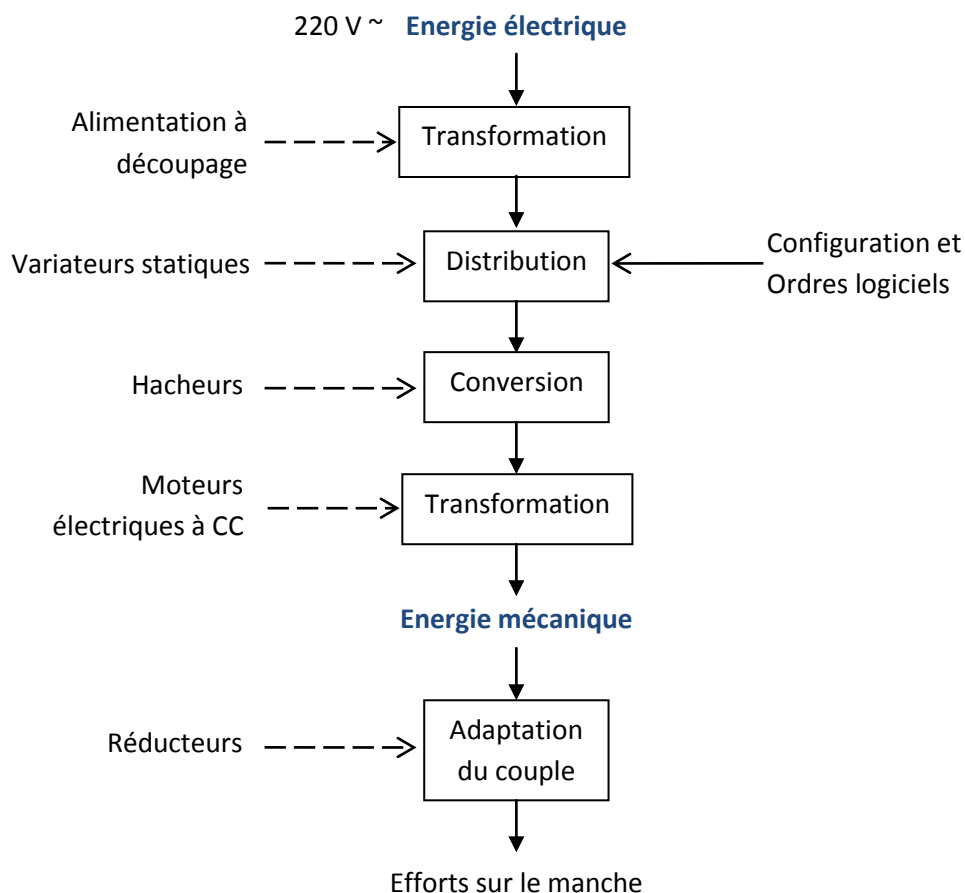 220 V ~ Energie électrique
Alimentation à
découpage
Transformation
Variateurs statiques
Distribution
Configuration et
Ordres logiciels
Hacheurs
Conversion
Moteurs
électriques à CC
Transformation
Energie mécanique
Réducteurs
Adaptation
du couple
Efforts sur le manche